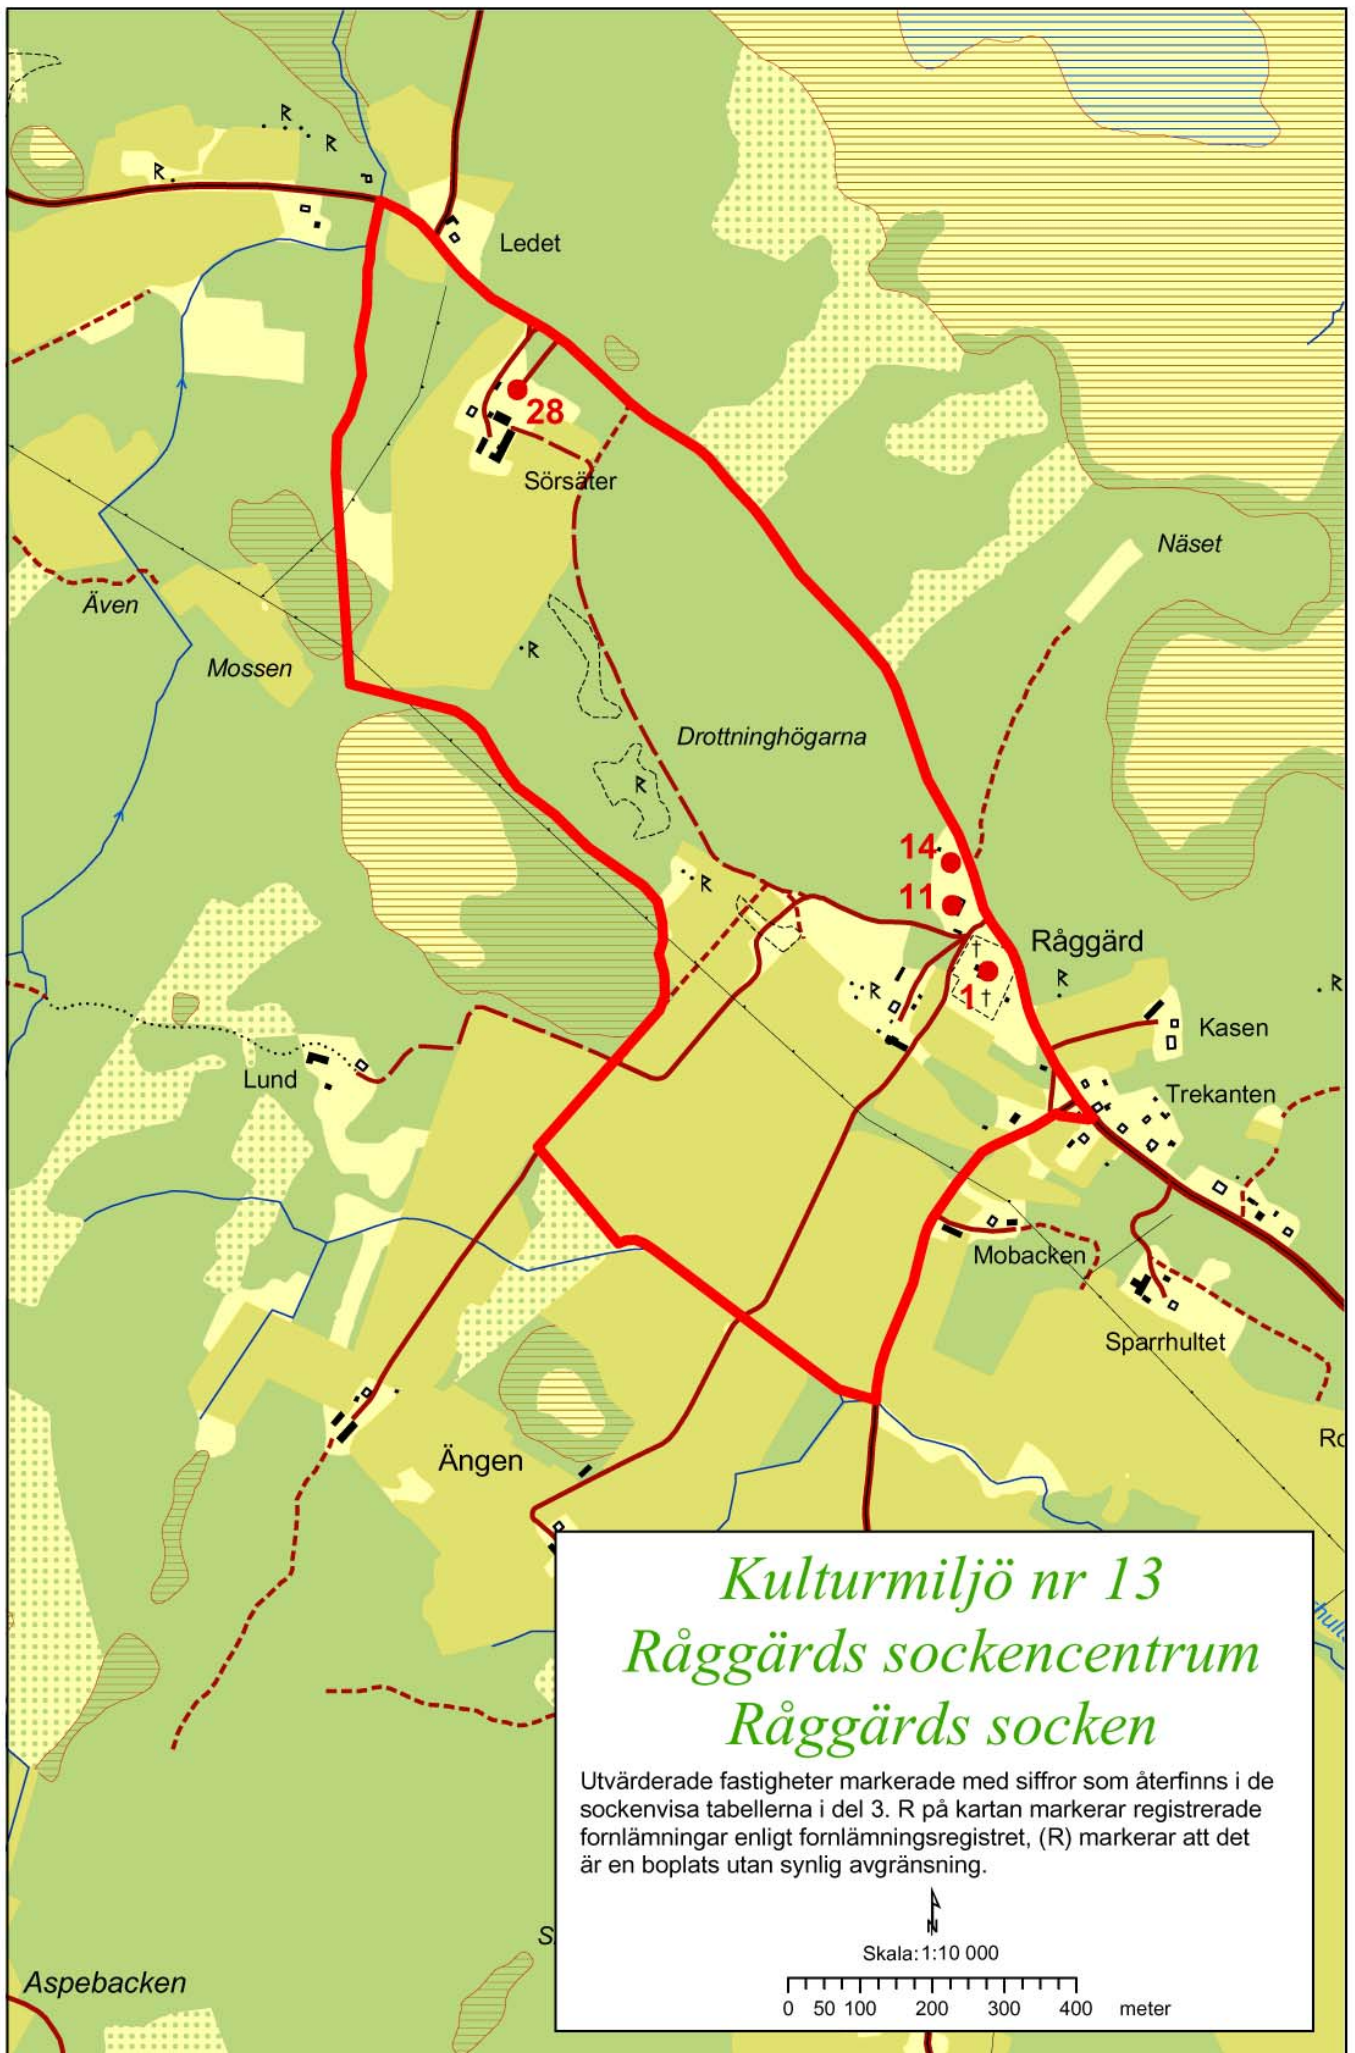 R
R
R
Ledet
28
Sörsäter
Näset
Även
Mossen
R
Drottninghögarna
R
14
R
11
Råggärd
R
R
R
1
Kasen
Lund
Trekanten
Mobacken
Sparrhultet
Ängen
Kulturmiljö nr 13
Råggärds sockencentrum
Råggärds socken
Utvärderade fastigheter markerade med siffror som återfinns i de
sockenvisa tabellerna i del 3. R på kartan markerar registrerade
fornlämningar enligt fornlämningsregistret, (R) markerar att det
är en boplats utan synlig avgränsning.
N
Skala:1:10 000
0 50 100 200 300 400 meter
Aspebacken